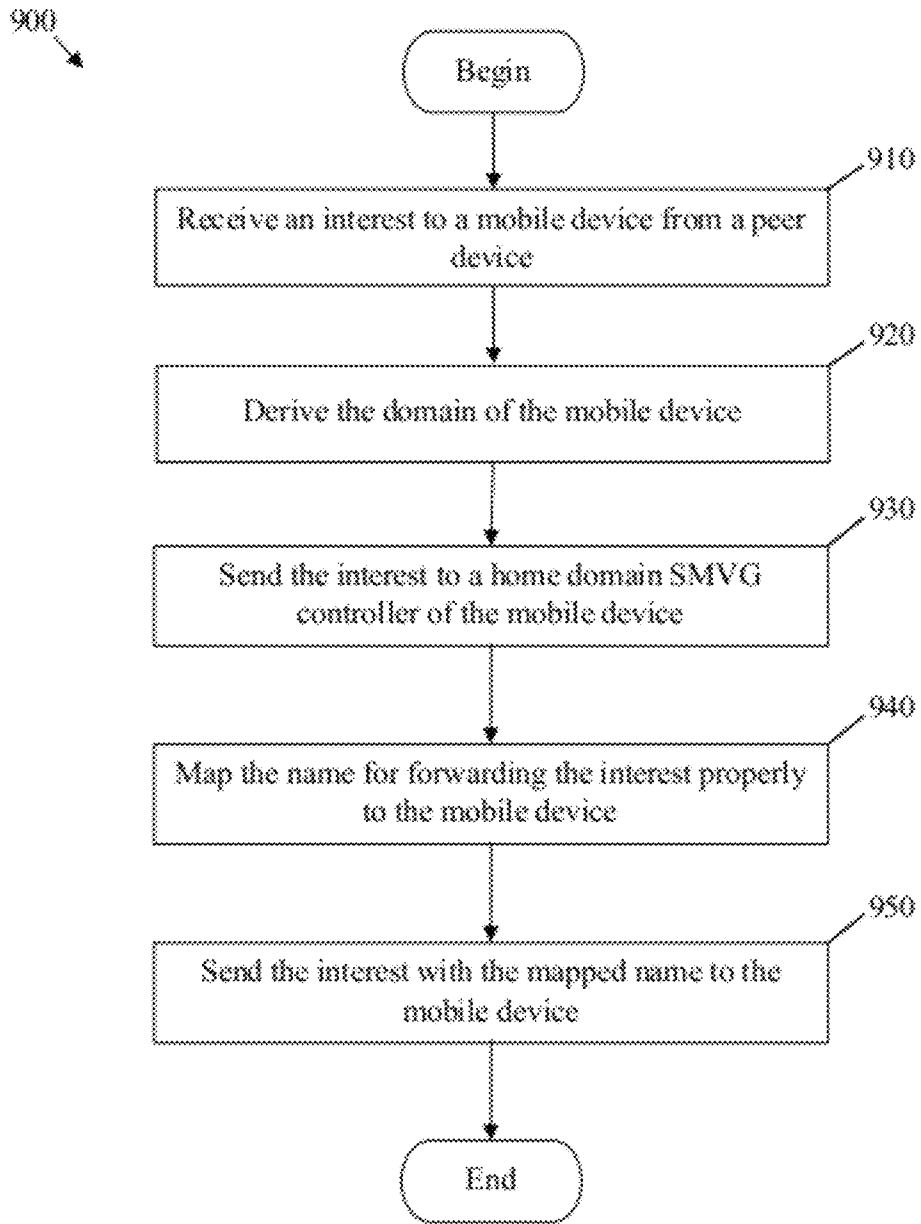 900
Begin
910
Receive an interest to a mobile device from a peer
device
920
Derive the domain of the mobile device
930
Send the interest to a home domain SMVG
controller of the mobile device
940
Map the name for forwarding the interest properly
to the mobile device
950
Send the interest with the mapped name to the
mobile device
End